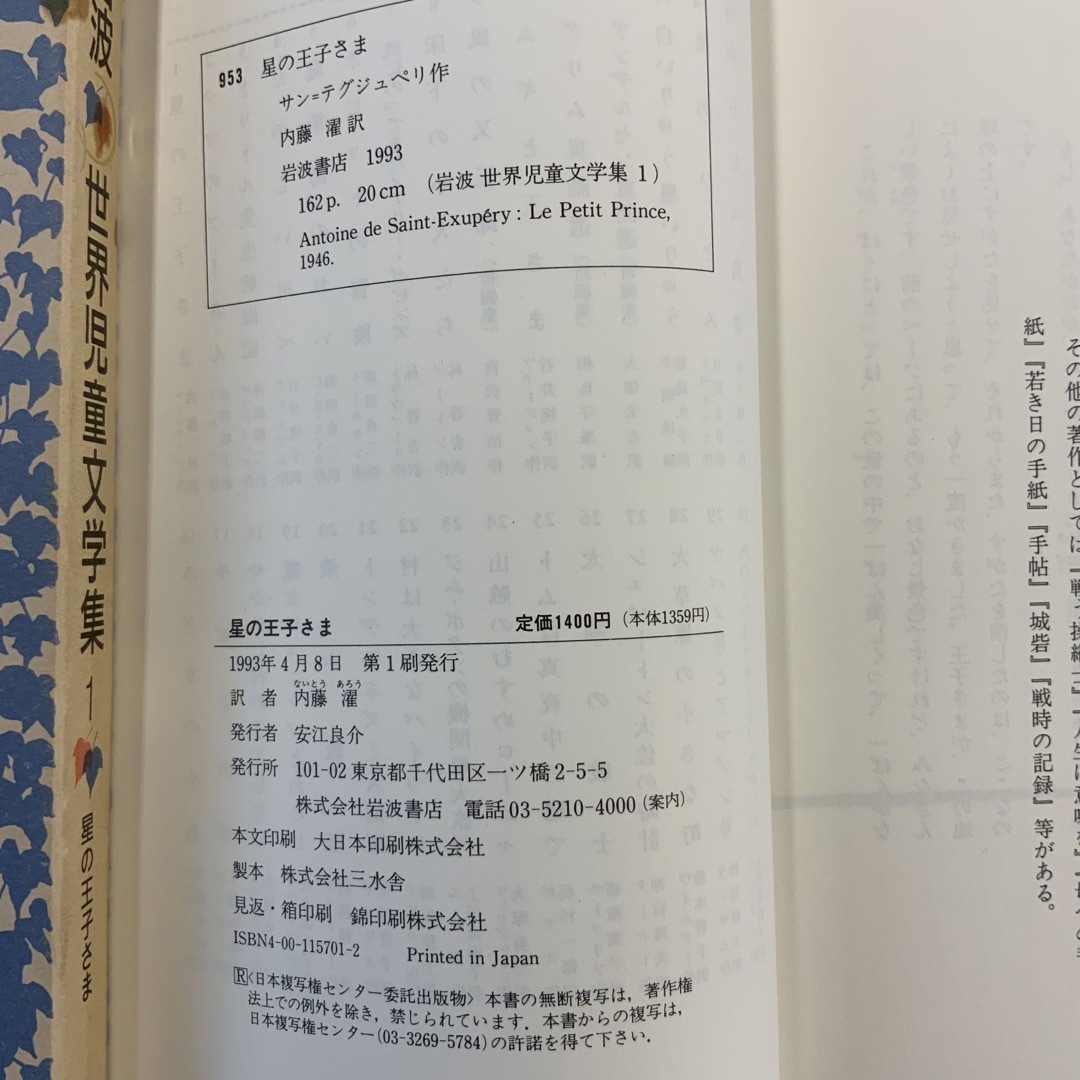 波 世界児童文学集 1 星の王子さま
953 星の王子さま
サン=テグジュペリ作
内藤 濯 訳
岩波書店 1993
162p. 20cm (岩波 世界児童文学集 1)
Antoine de Saint-Exupéry : Le Petit Prince,
1946.
星の王子さま 定価1400円 (本体1359円)
1993年4月8日 第1刷発行
ないとう あろう
訳 者 内藤 濯
発行者 安江良介
発行所 101-02 東京都千代田区一ツ橋2-5-5
株式会社岩波書店 電話03-5210-4000 (案内)
本文印刷 大日本印刷株式会社
製本 株式会社三水舎
見返・箱印刷 錦印刷株式会社
ISBN4-00-115701-2 Printed in Japan
R〈日本複写権センター委託出版物〉本書の無断複写は，著作権
法上での例外を除き，禁じられています．本書からの複写は，
日本複写権センター(03-3269-5784)の許諾を得て下さい．
その他の著作としては『戦う操縦士』『人生に意味を』
紙』『若き日の手紙』『手帖』『城砦』『戦時の記録』等がある。